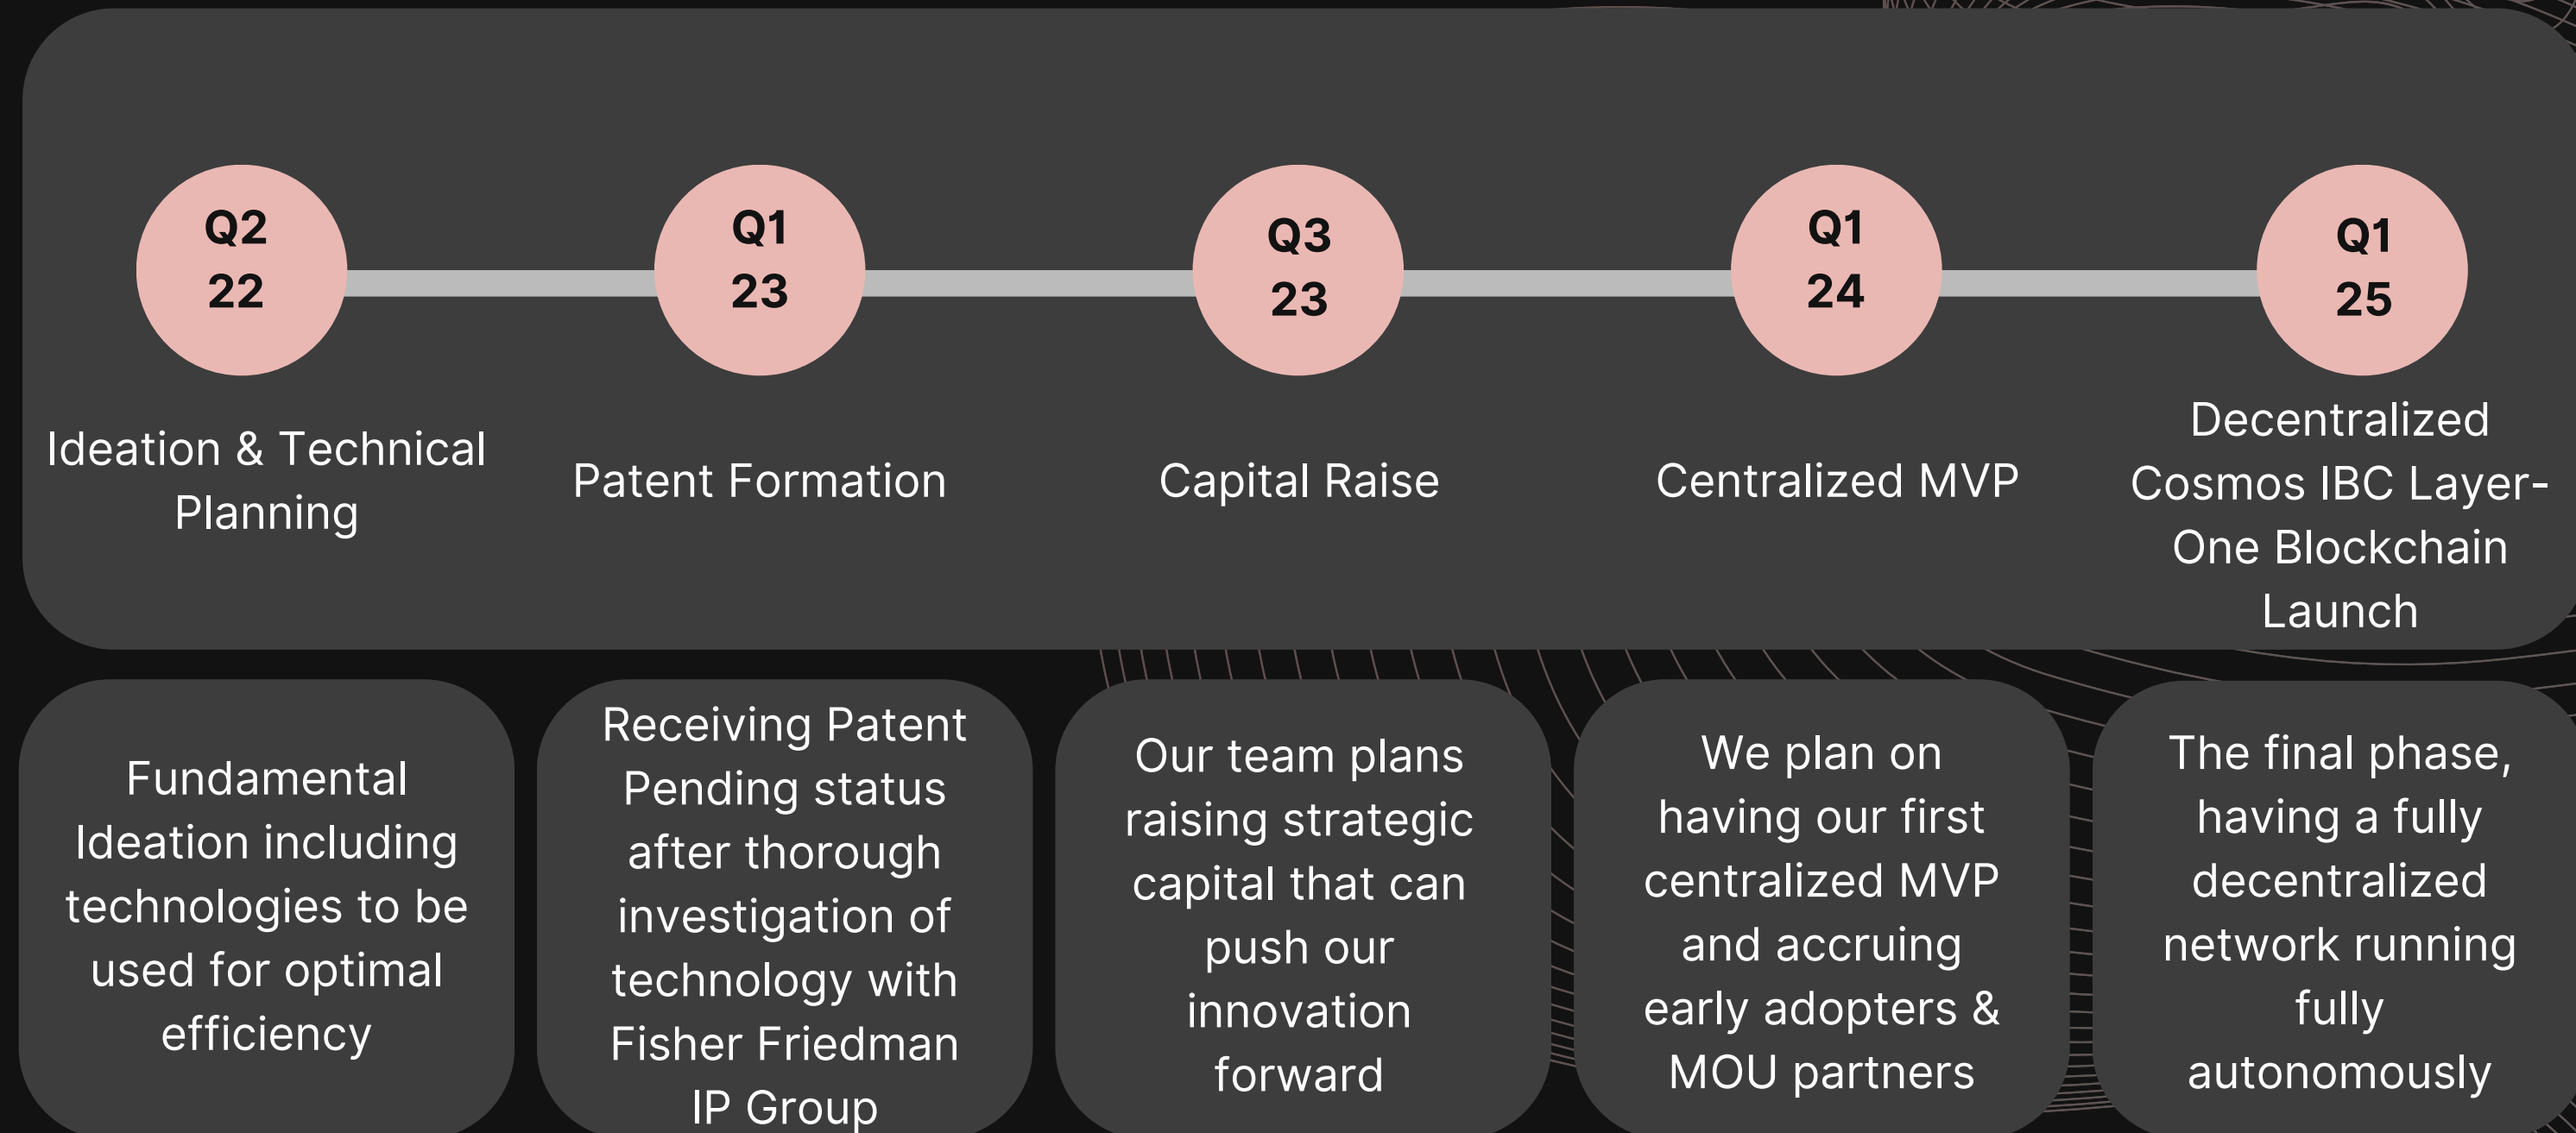 Q2
22
Q1
23
Q3
23
Q1
24
Q1
25
Ideation & Technical
Planning
Patent Formation
Capital Raise
Centralized MVP
Decentralized
Cosmos IBC Layer-
One Blockchain
Launch
Fundamental
Ideation including
technologies to be
used for optimal
efficiency
Receiving Patent
Pending status
after thorough
investigation of
technology with
Fisher Friedman
IP Group
Our team plans
raising strategic
capital that can
push our
innovation
forward
We plan on
having our first
centralized MVP
and accruing
early adopters &
MOU partners
The final phase,
having a fully
decentralized
network running
fully
autonomously